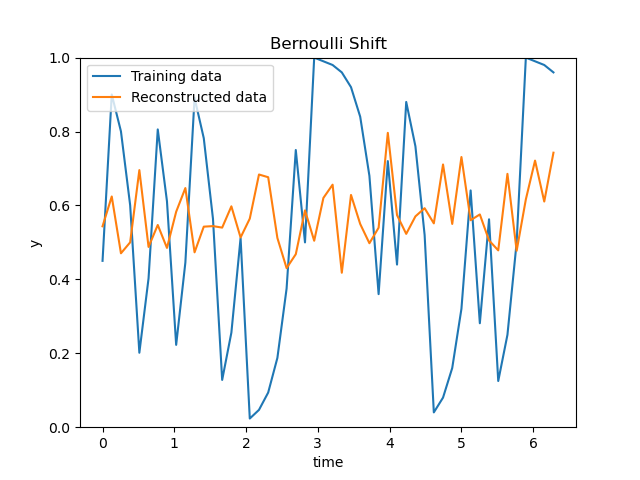 Bernoulli Shift
Training data
Reconstructed data
1.0
0.8
0.6
0.4
0.2
0.0
y
0 1 2 3 4 5 6
time